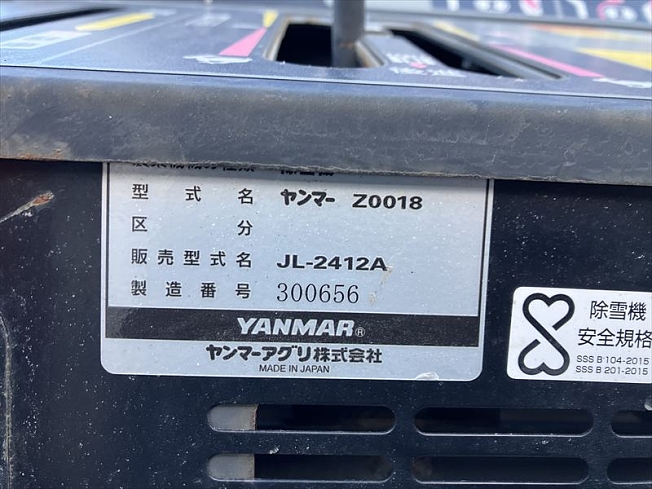 型式名 ヤンマー Z0018
区分
販売型式名 JL-2412A
製造番号 300656
YANMAR®
ヤンマーアグリ株式会社
MADE IN JAPAN
除雪機
安全規格
SSS B 104-2015
SSS B 201-2015